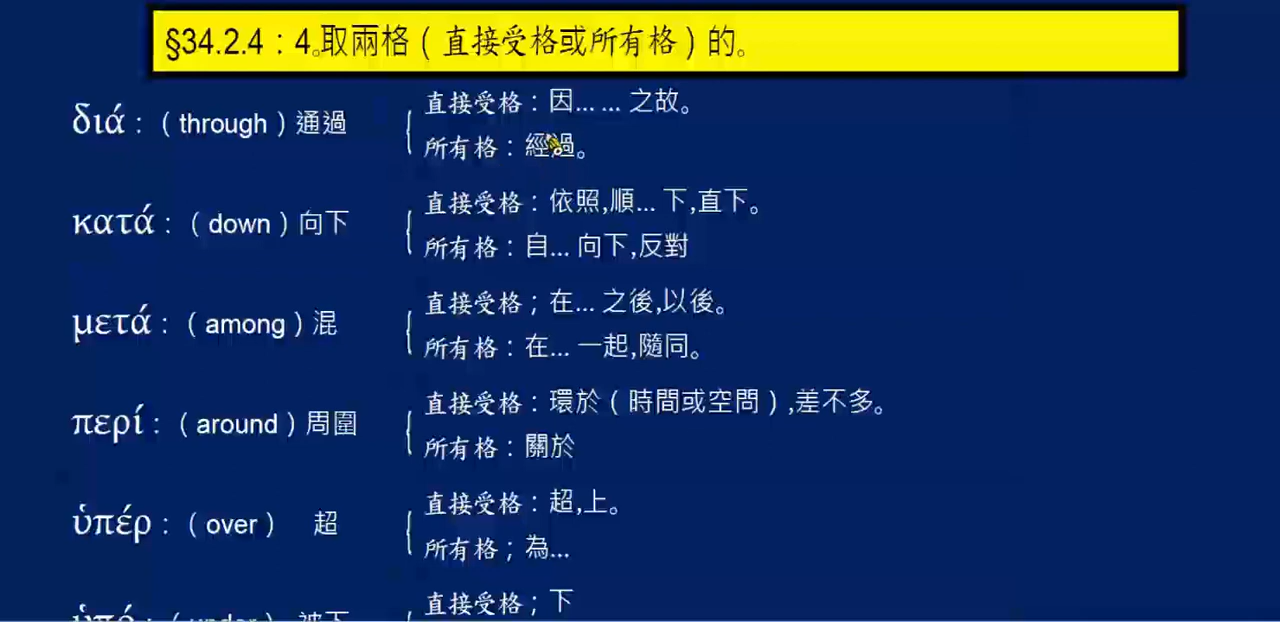 §34.2.4：4。取兩格（直接受格或所有格）的。
διά：（through）通過
直接受格：因... ... 之故。
所有格：經過。
κατά：（down）向下
直接受格：依照,順... 下,直下。
所有格：自... 向下,反對
μετά：（among）混
直接受格；在... 之後,以後。
所有格：在... 一起,隨同。
περί：（around）周圍
直接受格：環於（時間或空問）,差不多。
所有格：關於
ὑπέρ：（over） 超
直接受格：超,上。
所有格；為...
直接受格；下